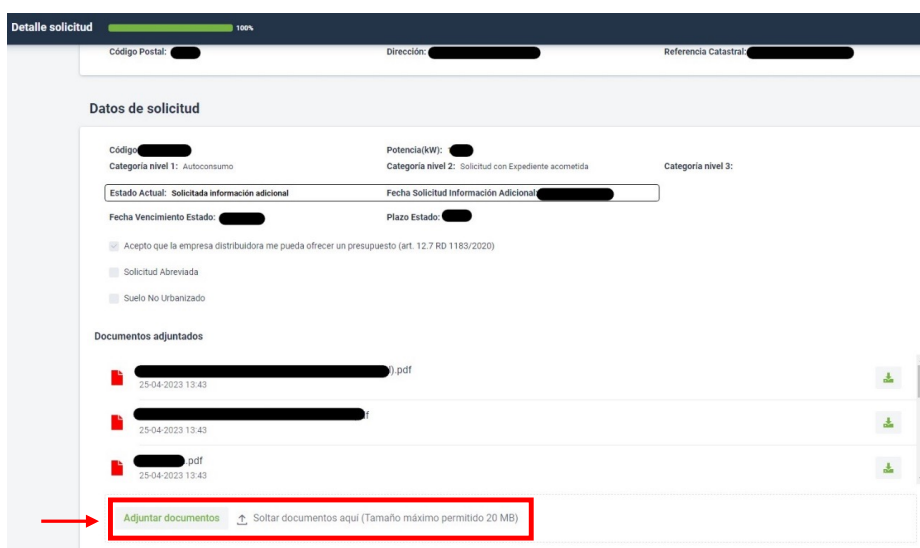 Detalle solicitud 100%
Código Postal: Dirección: Referencia Catastral:
Datos de solicitud
Código Potencia(kW):
Categoría nivel 1: Autoconsumo Categoría nivel 2: Solicitud con Expediente acometida Categoría nivel 3:
Estado Actual: Solicitada información adicional Fecha Solicitud Información Adicional:
Fecha Vencimiento Estado: Plazo Estado:
Acepto que la empresa distribuidora me pueda ofrecer un presupuesto (art. 12.7 RD 1183/2020)
Solicitud Abreviada
Suelo No Urbanizado
Documentos adjuntados
).pdf
25-04-2023 13:43
f
25-04-2023 13:43
.pdf
25-04-2023 13:43
Adjuntar documentos Soltar documentos aquí (Tamaño máximo permitido 20 MB)